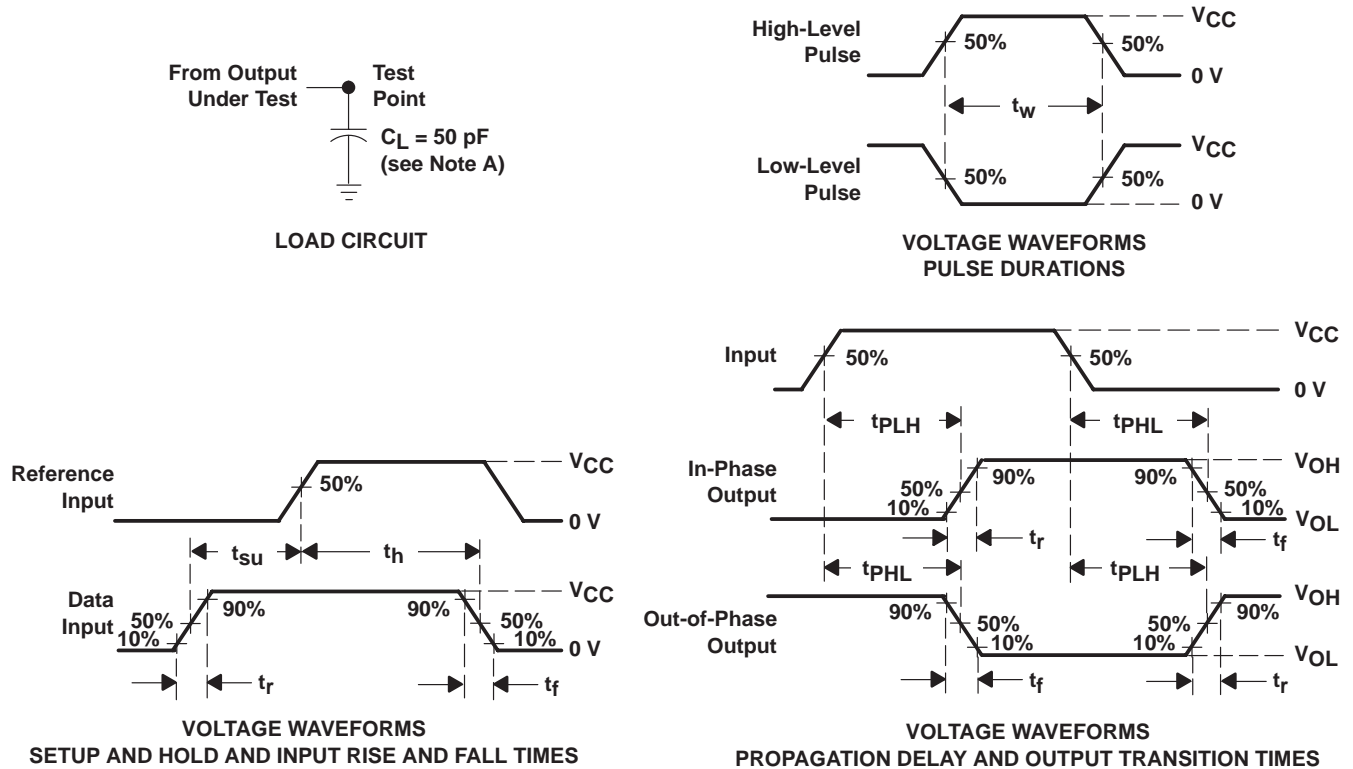 From Output
Under Test
Test
Point
CL = 50 pF
(see Note A)
LOAD CIRCUIT
High-Level
Pulse
50%
50%
VCC
0 V
tw
Low-Level
Pulse
50%
50%
VCC
0 V
VOLTAGE WAVEFORMS
PULSE DURATIONS
Reference
Input
50%
VCC
0 V
tsu
th
Data
Input
50%
10%
90%
90%
50%
10%
VCC
0 V
tr
tf
VOLTAGE WAVEFORMS
SETUP AND HOLD AND INPUT RISE AND FALL TIMES
Input
50%
50%
VCC
0 V
tPLH
tPHL
In-Phase
Output
50%
10%
90%
90%
50%
10%
VOH
VOL
tr
tf
tPHL
tPLH
Out-of-Phase
Output
90%
50%
10%
50%
10%
90%
VOH
VOL
tf
tr
VOLTAGE WAVEFORMS
PROPAGATION DELAY AND OUTPUT TRANSITION TIMES